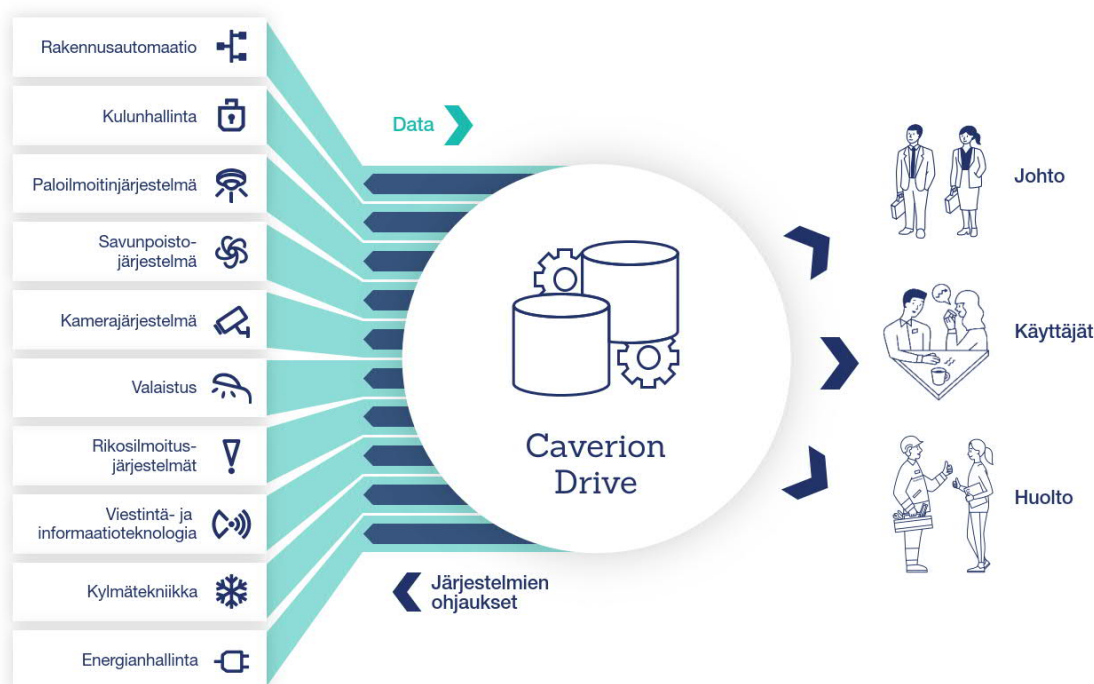 Rakennusautomaatio
Kulunhallinta
Paloilmoitinjärjestelmä
Savunpoisto-
järjestelmä
Kamerajärjestelmä
Valaistus
Rikosilmoitus-
järjestelmät
Viestintä- ja
informaatioteknologia
Kylmätekniikka
Energianhallinta
Data
Caverion
Drive
Järjestelmien
ohjaukset
Johto
Käyttäjät
Huolto